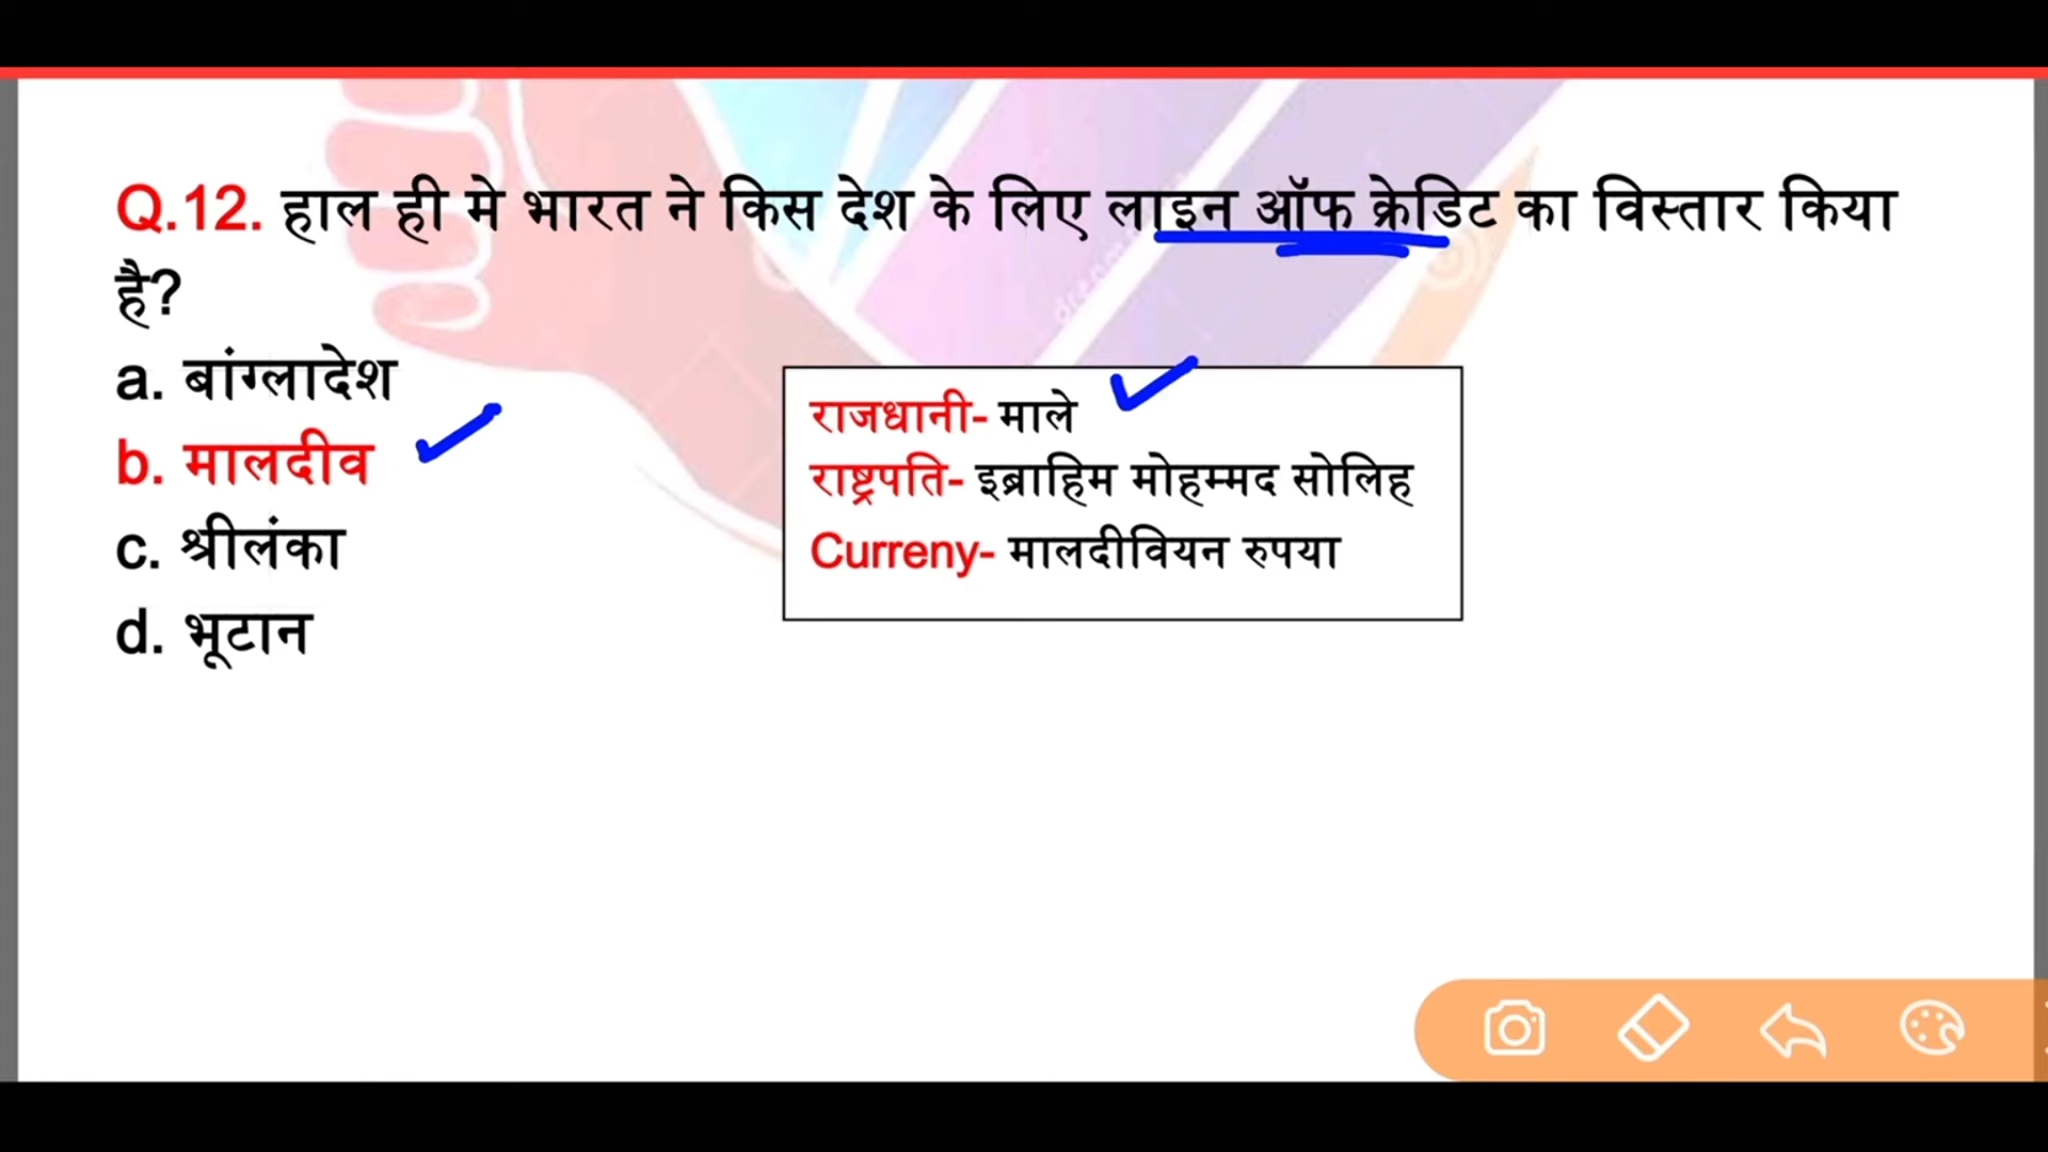 Q.12. हाल ही मे भारत ने किस देश के लिए लाइन ऑफ क्रेडिट का विस्तार किया
है?
a. बांग्लादेश
b. मालदीव
c. श्रीलंका
d. भूटान
राजधानी- माले
राष्ट्रपति- इब्राहिम मोहम्मद सोलिह
Curreny- मालदीवियन रुपया